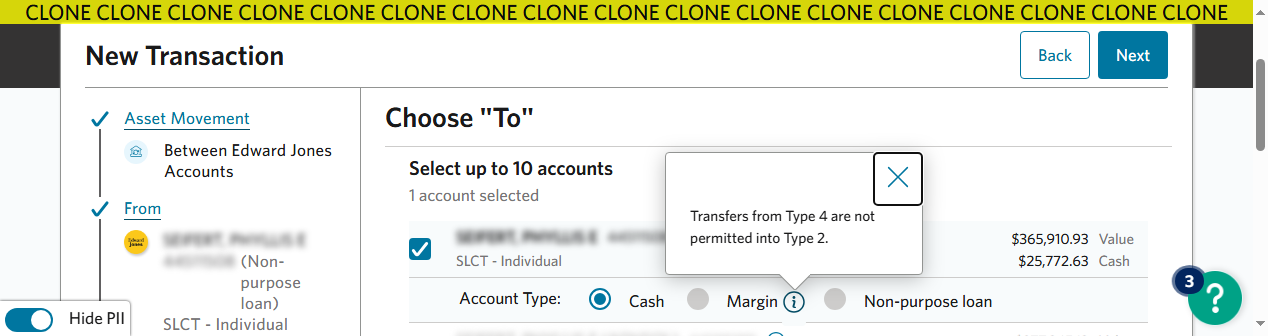 CLONE CLONE CLONE CLONE CLONE CLONE CLONE CLONE CLONE CLONE CLONE CLONE CLONE CLONE CLONE CLONE CLONE
New Transaction
Back
Next
Asset Movement
Between Edward Jones
Accounts
From
Edward
Jones
(Non-
purpose
loan)
SLCT - Individual
Hide PII
Choose "To"
Select up to 10 accounts
1 account selected
Transfers from Type 4 are not
permitted into Type 2.
$365,910.93 Value
SLCT - Individual
$25,772.63 Cash
Account Type:
Cash
Margin
Non-purpose loan
3
?